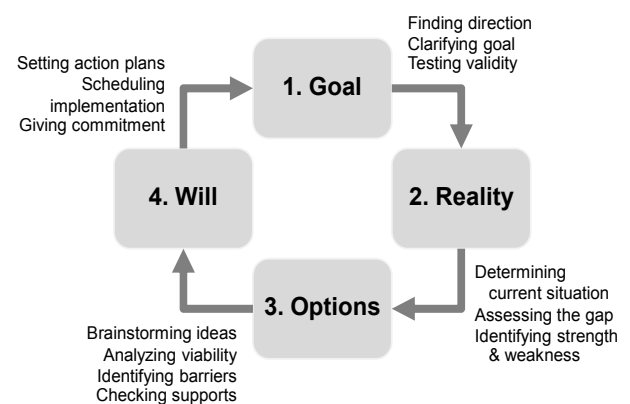 1. Goal
Finding direction
Clarifying goal
Testing validity
2. Reality
Determining
current situation
Assessing the gap
Identifying strength
& weakness
3. Options
Brainstorming ideas
Analyzing viability
Identifying barriers
Checking supports
4. Will
Setting action plans
Scheduling
implementation
Giving commitment